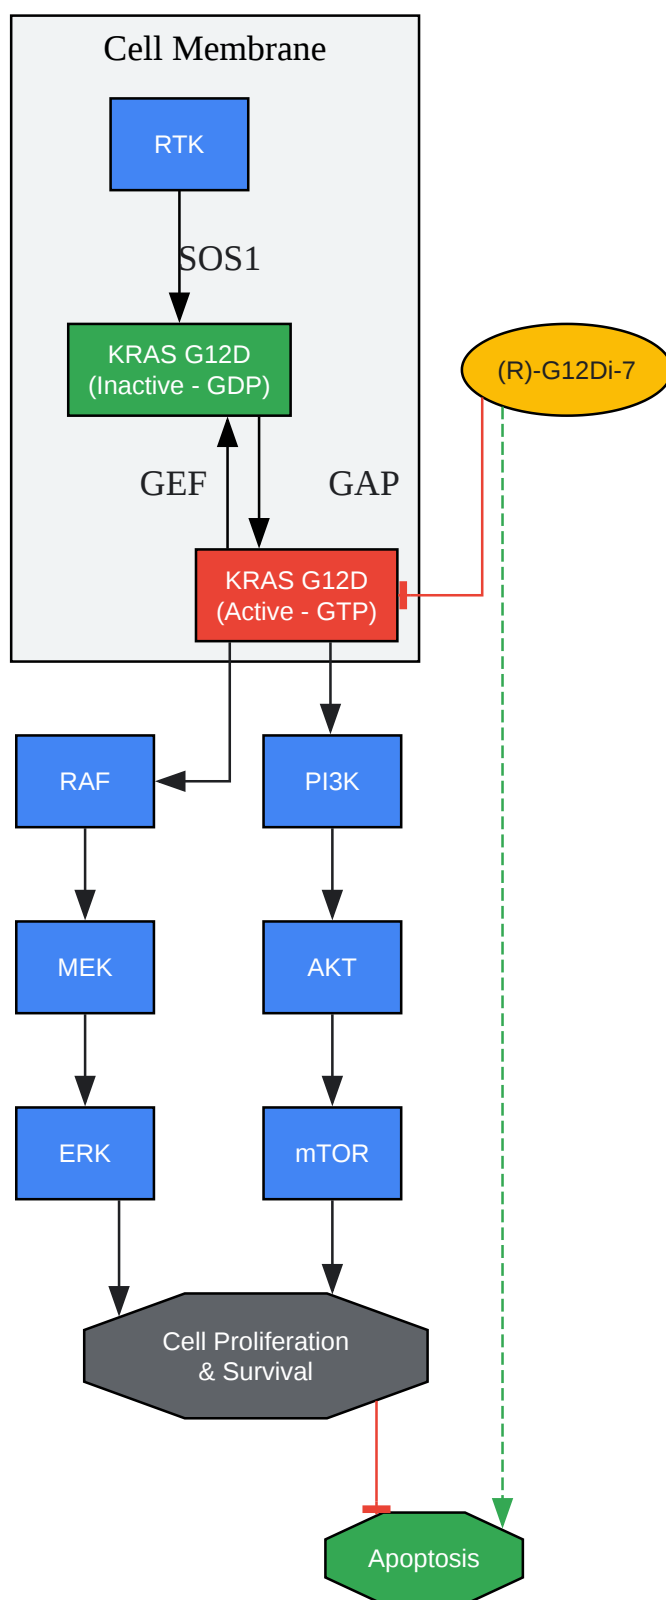 Cell Membrane
RTK
SOS1
KRAS G12D
(Inactive - GDP)
(R)-G12Di-7
GEF
GAP
KRAS G12D
(Active - GTP)
RAF
PI3K
MEK
AKT
ERK
mTOR
Cell Proliferation
& Survival
Apoptosis